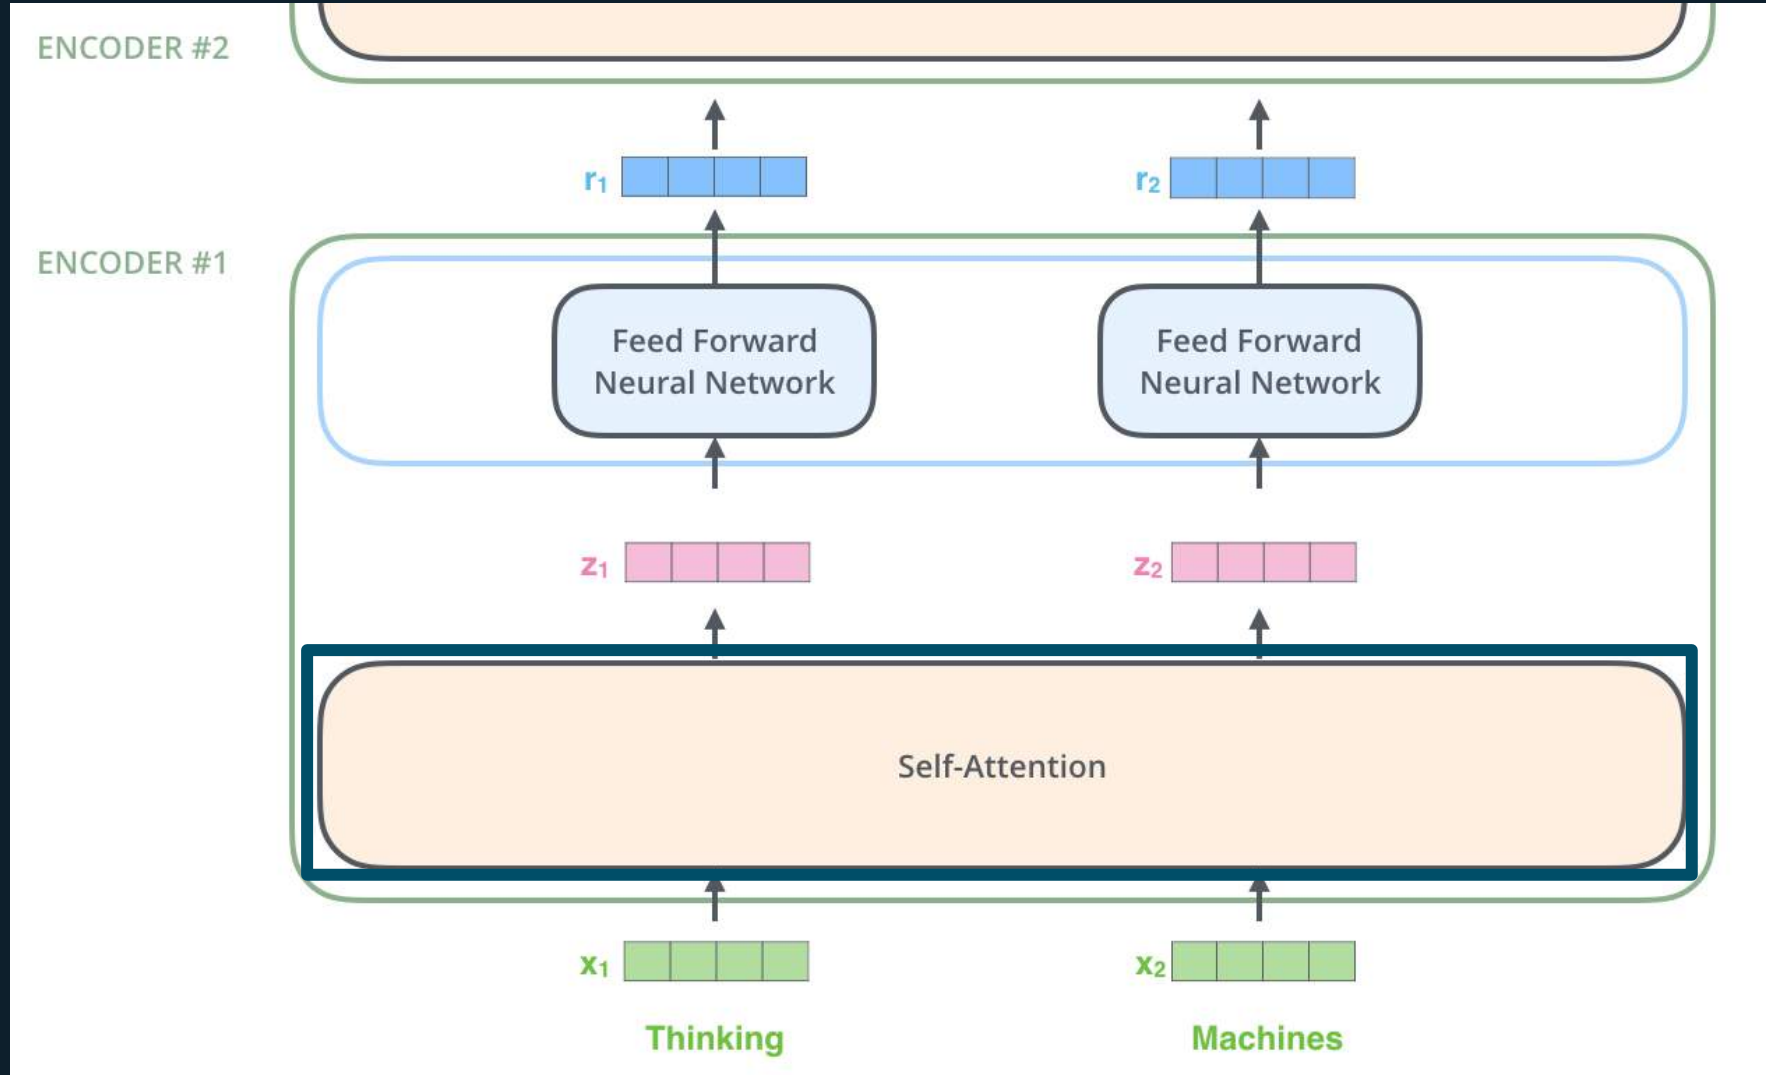 ENCODER #2
r₁
r₂
ENCODER #1
Feed Forward
Neural Network
Feed Forward
Neural Network
z₁
z₂
Self-Attention
x₁
x₂
Thinking
Machines